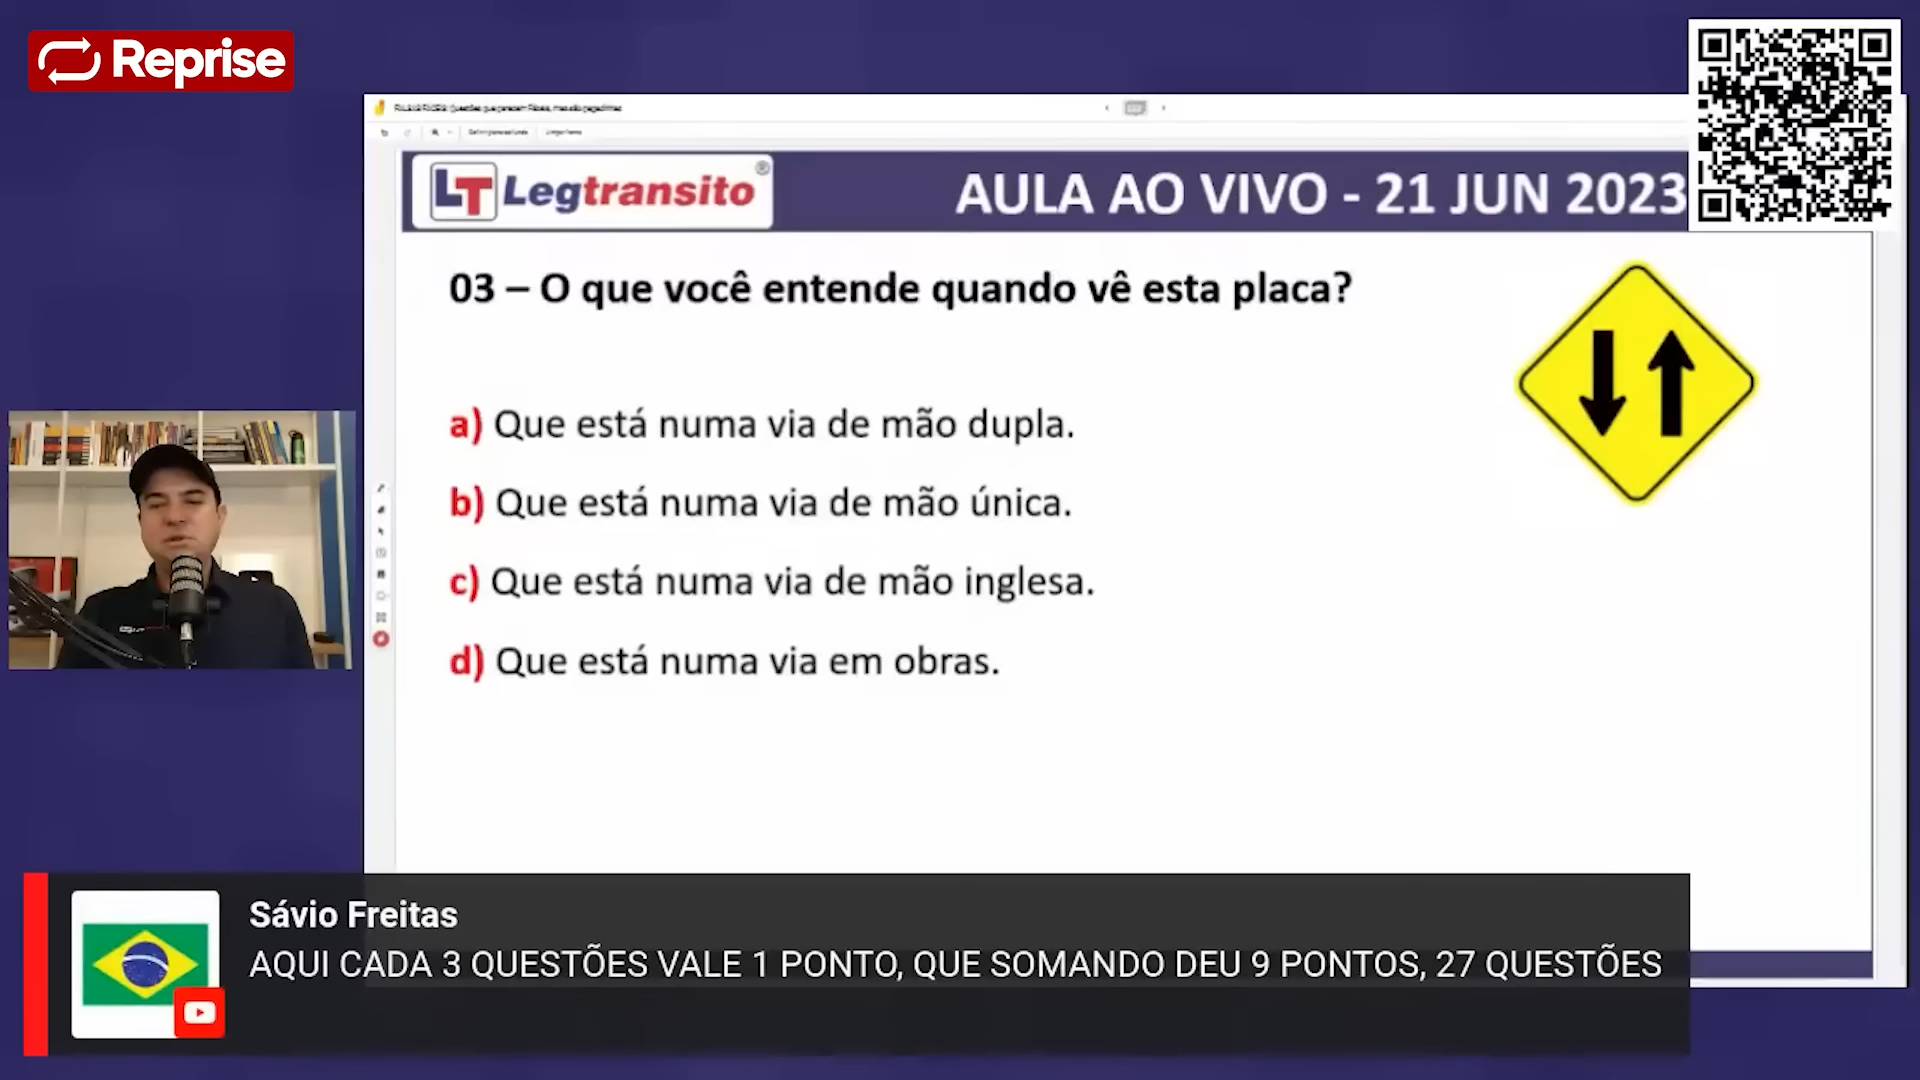 Reprise
LT Legtransito®
AULA AO VIVO - 21 JUN 2023
03 – O que você entende quando vê esta placa?
a) Que está numa via de mão dupla.
b) Que está numa via de mão única.
c) Que está numa via de mão inglesa.
d) Que está numa via em obras.
Sávio Freitas
AQUI CADA 3 QUESTÕES VALE 1 PONTO, QUE SOMANDO DEU 9 PONTOS, 27 QUESTÕES